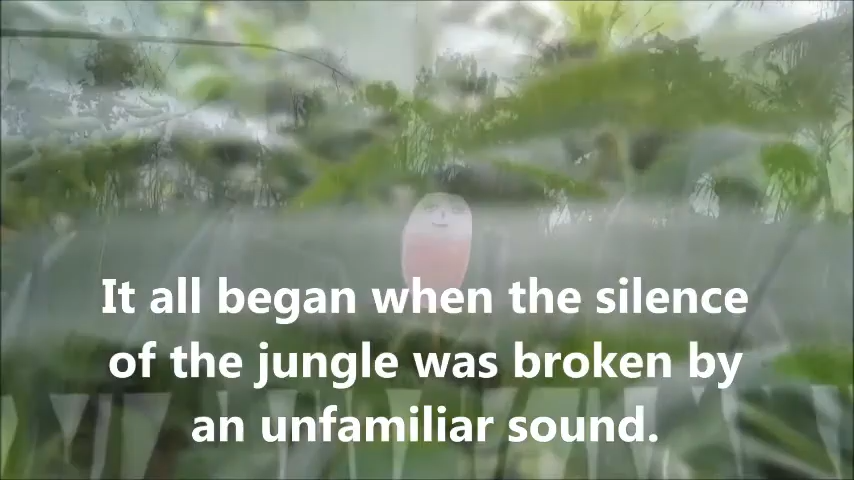 It all began when the silence
of the jungle was broken by
an unfamiliar sound.